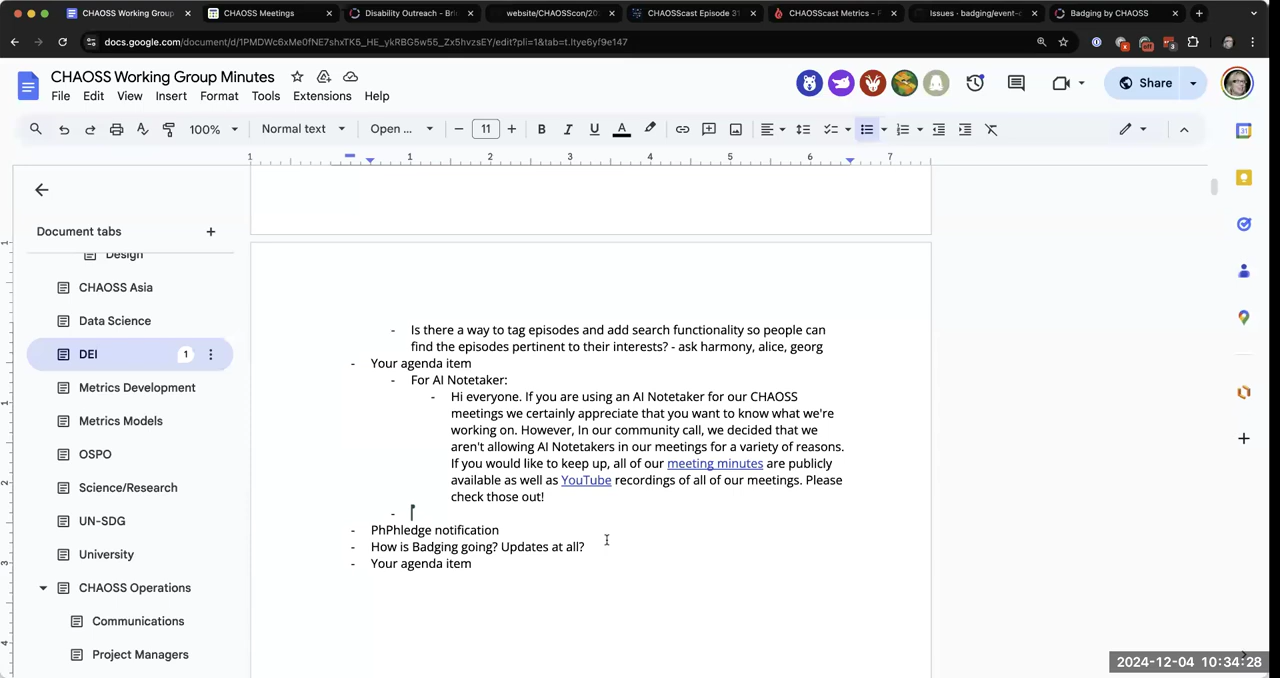 CHAOSS Working Group
CHAOSS Meetings
Disability Outreach - Bri
website/CHAOSScon/20
CHAOSScast Episode 31
CHAOSScast Metrics - F
Issues · badging/event-
Badging by CHAOSS
docs.google.com/document/d/1PMDWc6xMe0fNE7shxTK5_HE_ykRBG5w55_Zx5hvzsEY/edit?pli=1&tab=t.ltye6yf9e147
CHAOSS Working Group Minutes
Share
File Edit View Insert Format Tools Extensions Help
100% Normal text Open ... 11
1 1 2 3 4 5 6 7
Document tabs
Design
CHAOSS Asia
Data Science
DEI 1
Metrics Development
Metrics Models
OSPO
Science/Research
UN-SDG
University
CHAOSS Operations
Communications
Project Managers
- Is there a way to tag episodes and add search functionality so people can
find the episodes pertinent to their interests? - ask harmony, alice, georg
- Your agenda item
- For AI Notetaker:
- Hi everyone. If you are using an AI Notetaker for our CHAOSS
meetings we certainly appreciate that you want to know what we're
working on. However, In our community call, we decided that we
aren't allowing AI Notetakers in our meetings for a variety of reasons.
If you would like to keep up, all of our meeting minutes are publicly
available as well as YouTube recordings of all of our meetings. Please
check those out!
-
- PhPhledge notification
- How is Badging going? Updates at all?
- Your agenda item
2024-12-04 10:34:28